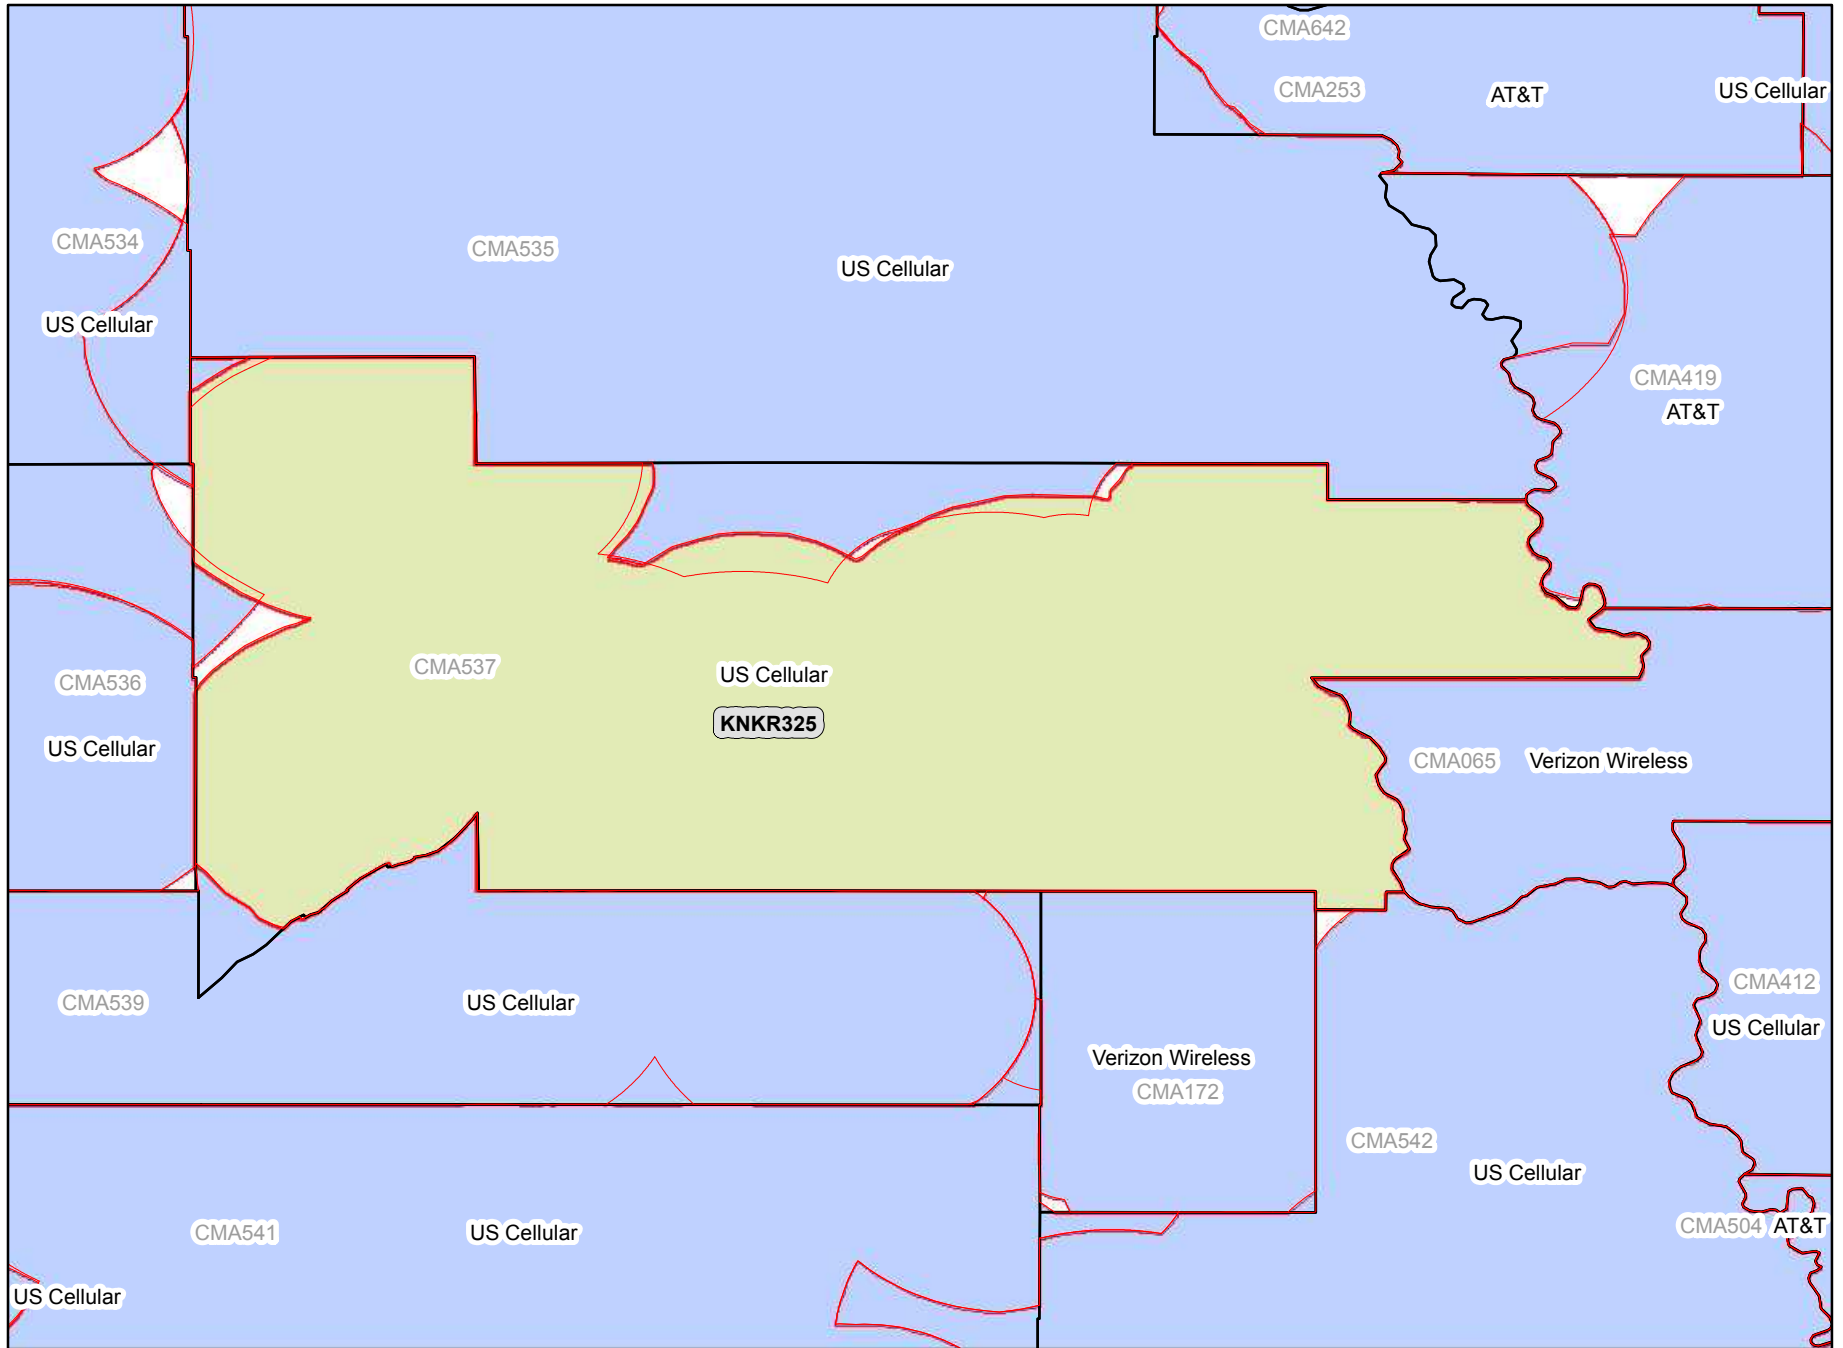 CMA642
CMA253
AT&T
US Cellular
CMA534
CMA535
US Cellular
US Cellular
CMA419
AT&T
CMA537
US Cellular
CMA536
KNKR325
US Cellular
CMA065 Verizon Wireless
CMA539
US Cellular
CMA412
US Cellular
Verizon Wireless
CMA172
CMA542
US Cellular
CMA541
US Cellular
CMA504 AT&T
US Cellular